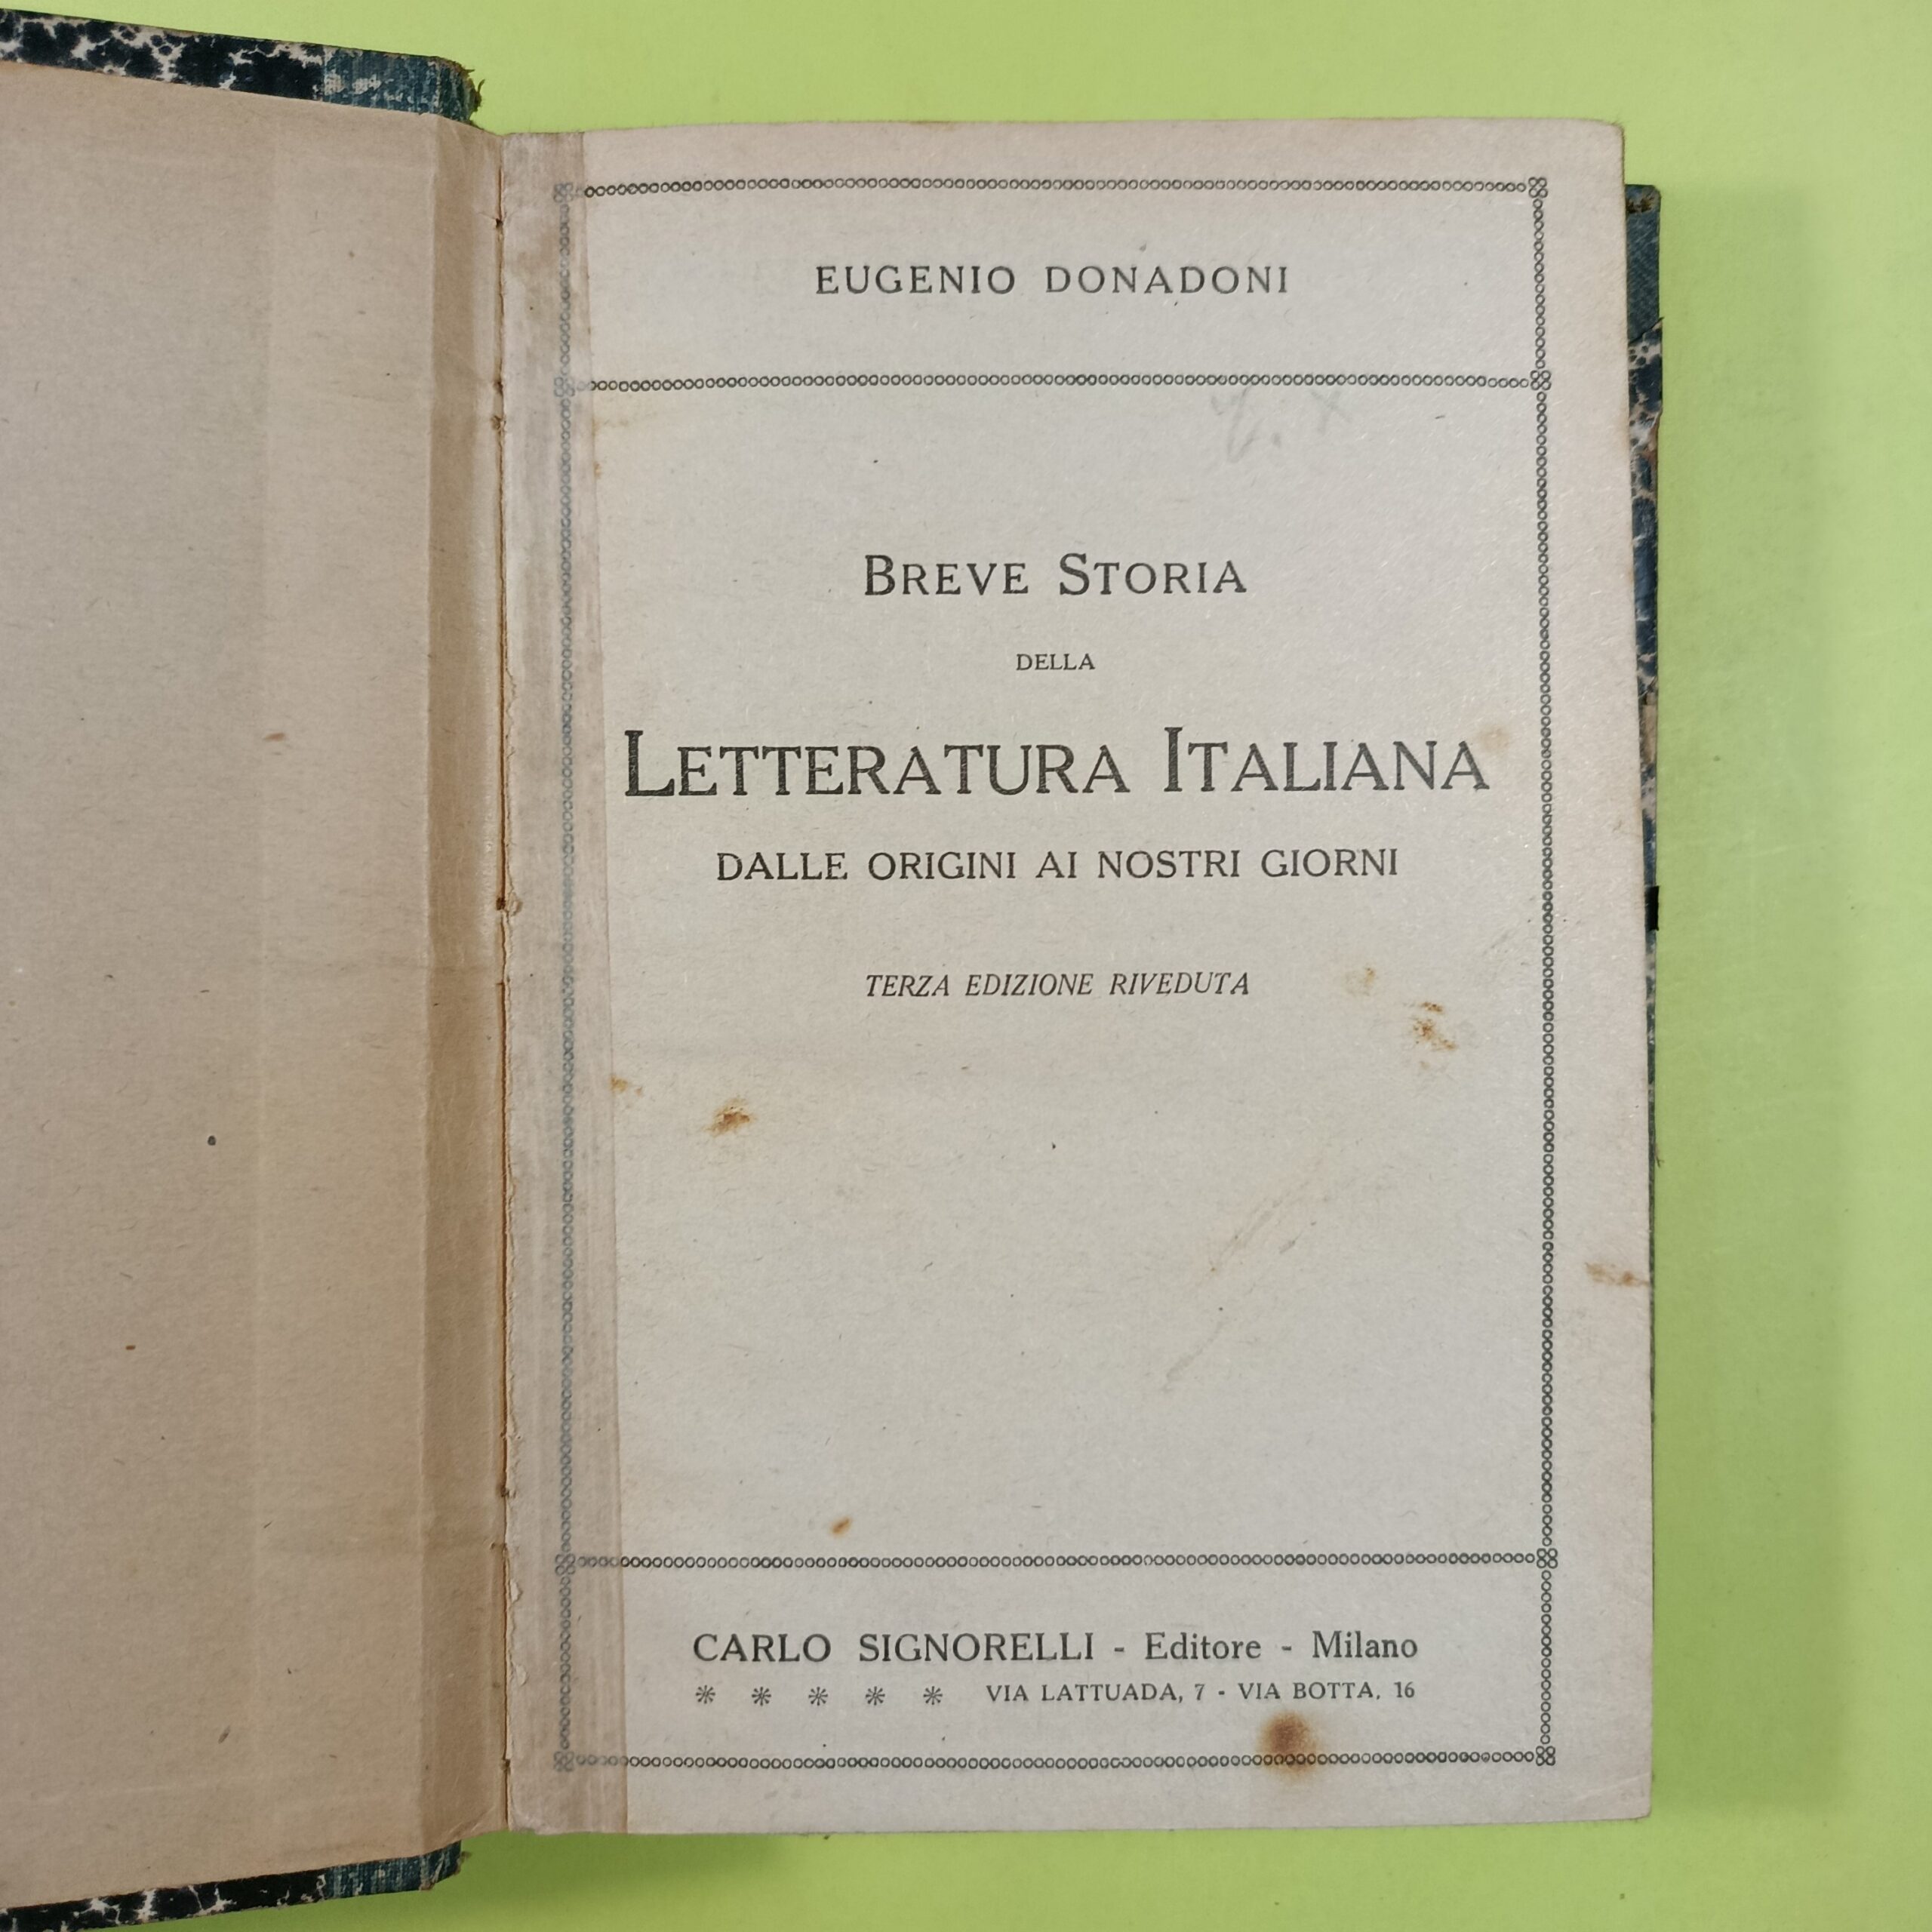 EUGENIO DONADONI
BREVE STORIA
DELLA
LETTERATURA ITALIANA
DALLE ORIGINI AI NOSTRI GIORNI
TERZA EDIZIONE RIVEDUTA
CARLO SIGNORELLI - Editore - Milano
VIA LATTUADA, 7 - VIA BOTTA, 16